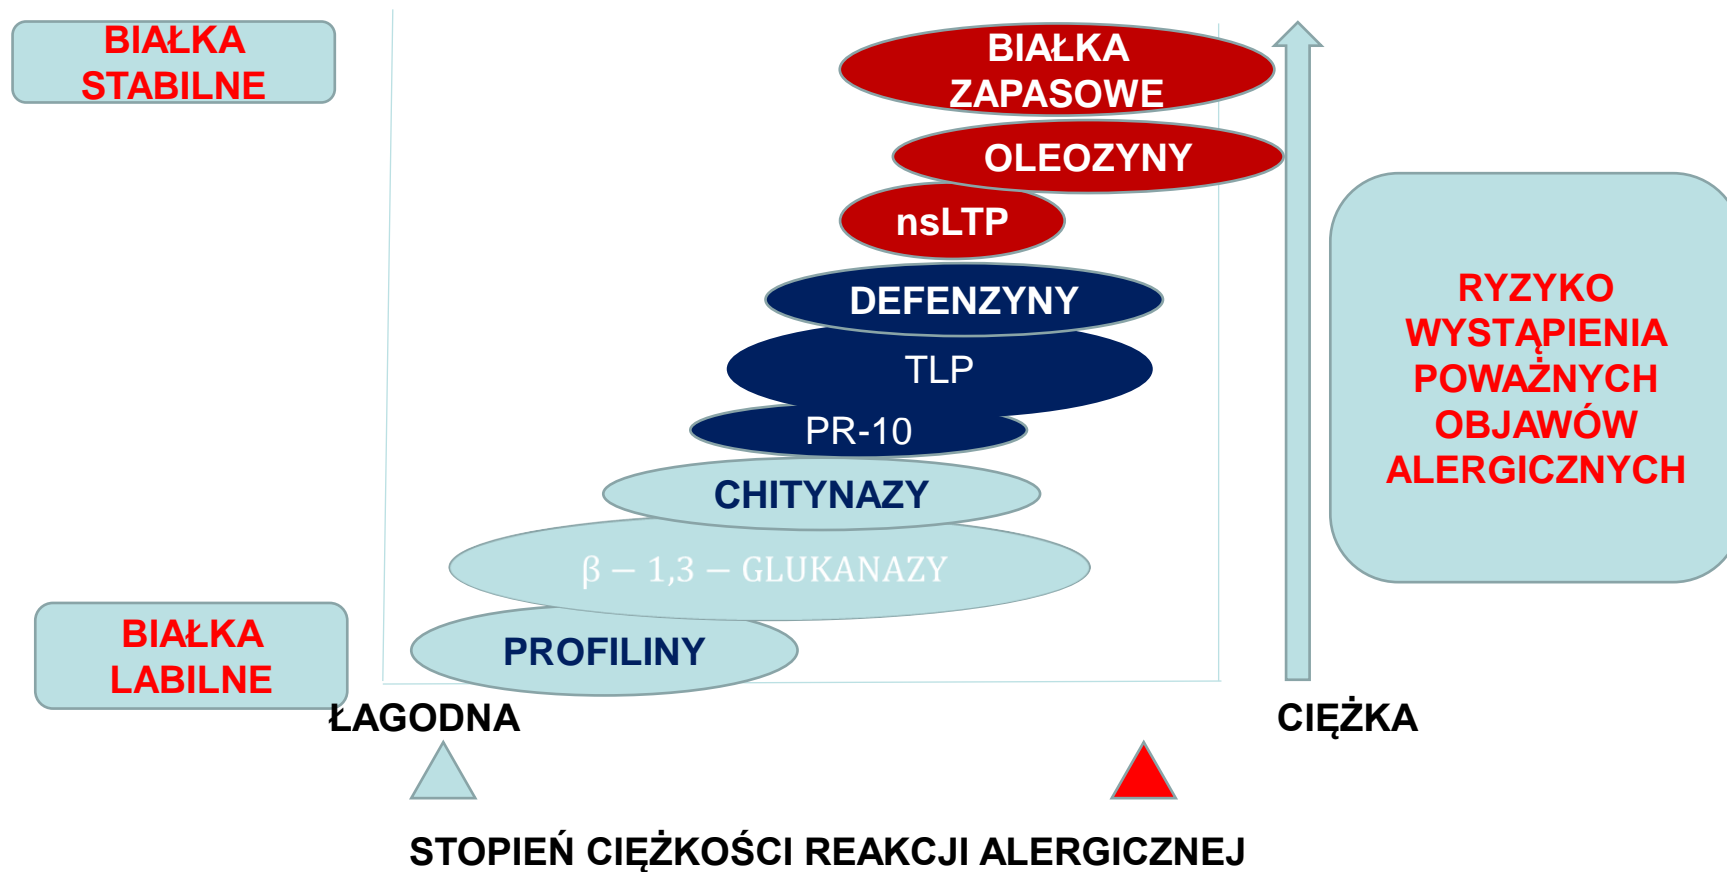 BIAŁKA
STABILNE
BIAŁKA
ZAPASOWE
OLEOZYNY
nsLTP
DEFENZYNY
TLP
PR-10
CHITYNAZY
β − 1,3 − GLUKANAZY
PROFILINY
BIAŁKA
LABILNE
RYZYKO
WYSTĄPIENIA
POWAŻNYCH
OBJAWÓW
ALERGICZNYCH
ŁAGODNA
CIĘŻKA
STOPIEŃ CIĘŻKOŚCI REAKCJI ALERGICZNEJ